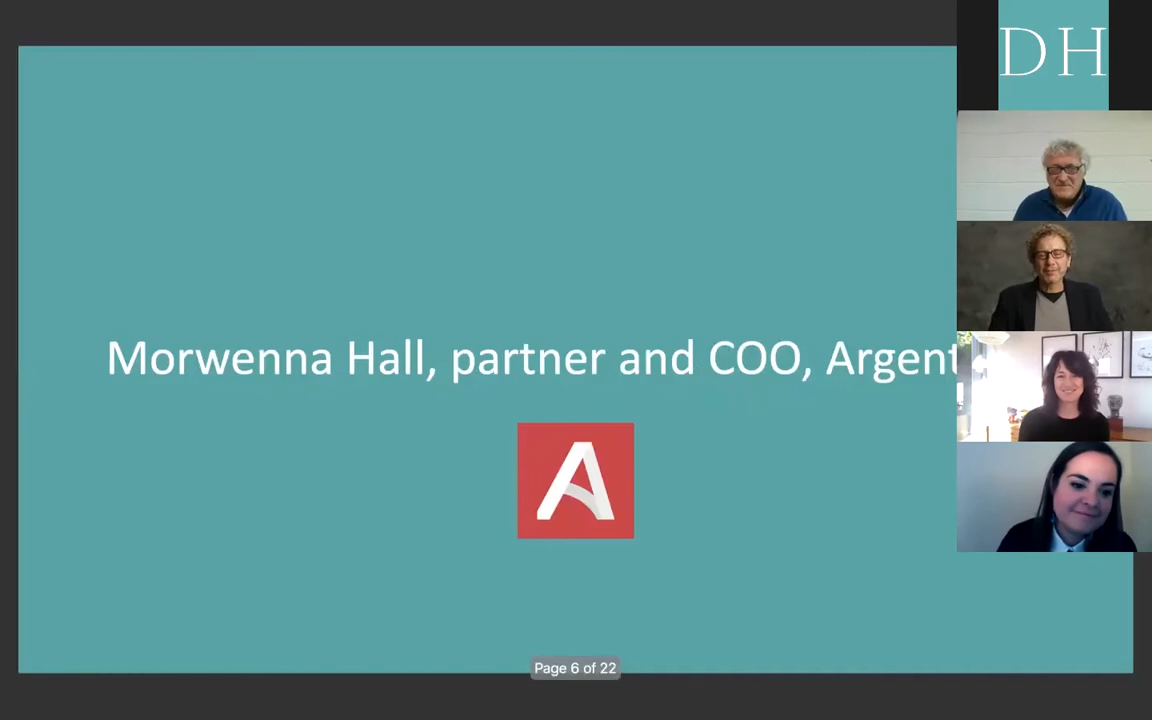 DH
Morwenna Hall, partner and COO, Argent
A
Page 6 of 22